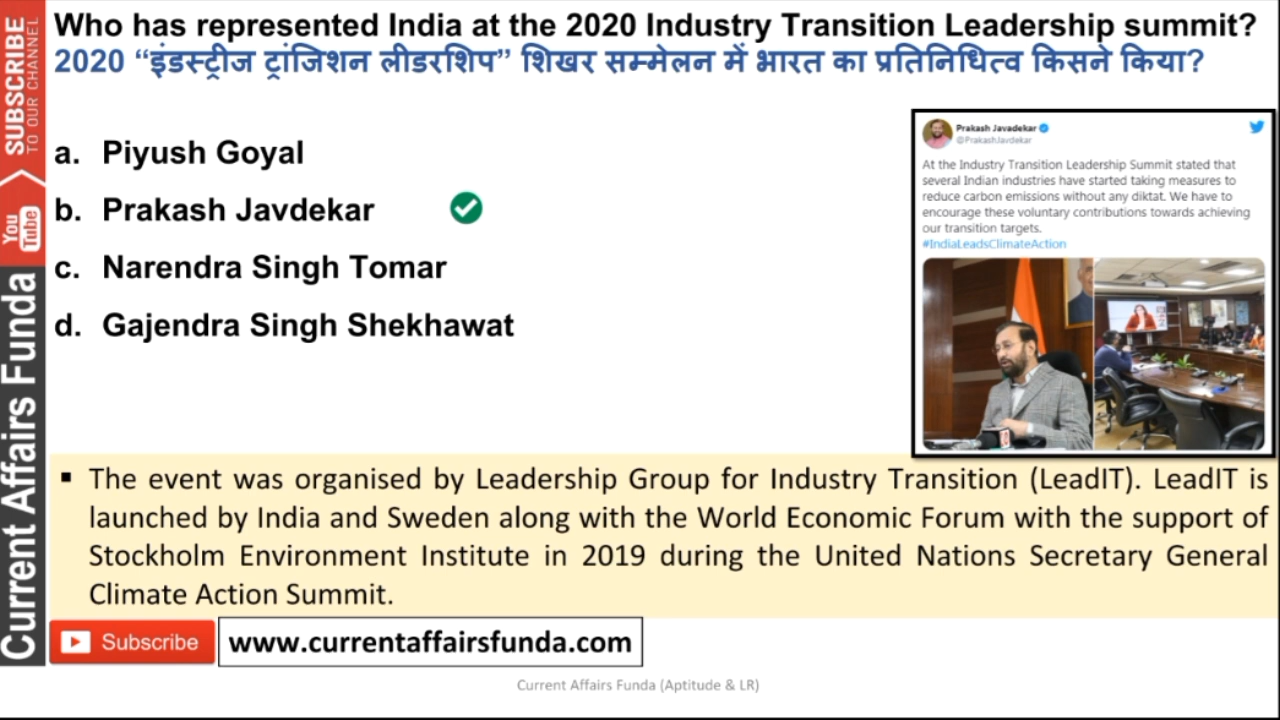 Who has represented India at the 2020 Industry Transition Leadership summit?
2020 “इंडस्ट्रीज ट्रांजिशन लीडरशिप” शिखर सम्मेलन में भारत का प्रतिनिधित्व किसने किया?
a. Piyush Goyal
b. Prakash Javdekar
c. Narendra Singh Tomar
d. Gajendra Singh Shekhawat
Prakash Javadekar
@PrakashJavdekar
At the Industry Transition Leadership Summit stated that
several Indian industries have started taking measures to
reduce carbon emissions without any diktat. We have to
encourage these voluntary contributions towards achieving
our transition targets.
#IndiaLeadsClimateAction
▪ The event was organised by Leadership Group for Industry Transition (LeadIT). LeadIT is
launched by India and Sweden along with the World Economic Forum with the support of
Stockholm Environment Institute in 2019 during the United Nations Secretary General
Climate Action Summit.
Subscribe
www.currentaffairsfunda.com
Current Affairs Funda (Aptitude & LR)
SUBSCRIBE
TO OUR CHANNEL
You
Tube
Current Affairs Funda